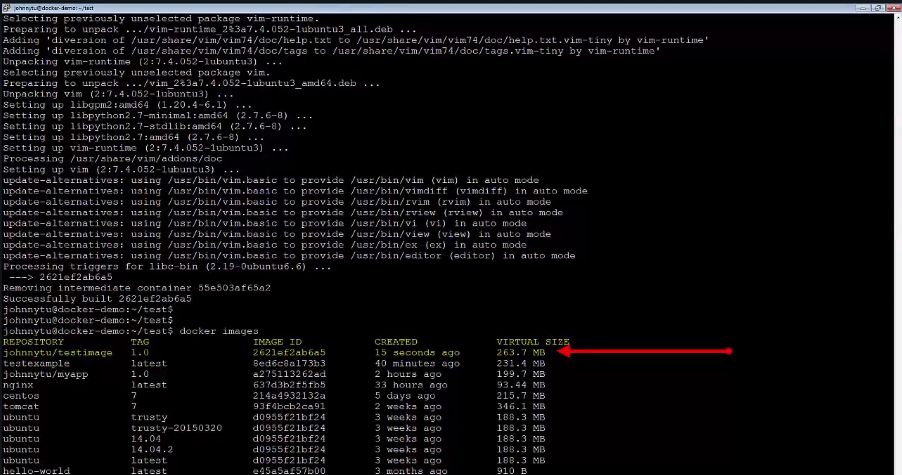 johnnytu@docker-demo: ~/test
Selecting previously unselected package vim-runtime.
Preparing to unpack .../vim-runtime_2%3a7.4.052-1ubuntu3_all.deb ...
Adding 'diversion of /usr/share/vim/vim74/doc/help.txt to /usr/share/vim/vim74/doc/help.txt.vim-tiny by vim-runtime'
Adding 'diversion of /usr/share/vim/vim74/doc/tags to /usr/share/vim/vim74/doc/tags.vim-tiny by vim-runtime'
Unpacking vim-runtime (2:7.4.052-1ubuntu3) ...
Selecting previously unselected package vim.
Preparing to unpack .../vim_2%3a7.4.052-1ubuntu3_amd64.deb ...
Unpacking vim (2:7.4.052-1ubuntu3) ...
Setting up libgpm2:amd64 (1.20.4-6.1) ...
Setting up libpython2.7-minimal:amd64 (2.7.6-8) ...
Setting up libpython2.7-stdlib:amd64 (2.7.6-8) ...
Setting up libpython2.7:amd64 (2.7.6-8) ...
Setting up vim-runtime (2:7.4.052-1ubuntu3) ...
Processing /usr/share/vim/addons/doc
Setting up vim (2:7.4.052-1ubuntu3) ...
update-alternatives: using /usr/bin/vim.basic to provide /usr/bin/vim (vim) in auto mode
update-alternatives: using /usr/bin/vim.basic to provide /usr/bin/vimdiff (vimdiff) in auto mode
update-alternatives: using /usr/bin/vim.basic to provide /usr/bin/rvim (rvim) in auto mode
update-alternatives: using /usr/bin/vim.basic to provide /usr/bin/rview (rview) in auto mode
update-alternatives: using /usr/bin/vim.basic to provide /usr/bin/vi (vi) in auto mode
update-alternatives: using /usr/bin/vim.basic to provide /usr/bin/view (view) in auto mode
update-alternatives: using /usr/bin/vim.basic to provide /usr/bin/ex (ex) in auto mode
update-alternatives: using /usr/bin/vim.basic to provide /usr/bin/editor (editor) in auto mode
Processing triggers for libc-bin (2.19-0ubuntu6.6) ...
---> 2621ef2ab6a5
Removing intermediate container 55e503af65a2
Successfully built 2621ef2ab6a5
johnnytu@docker-demo:~/test$
johnnytu@docker-demo:~/test$
johnnytu@docker-demo:~/test$ docker images
REPOSITORY TAG IMAGE ID CREATED VIRTUAL SIZE
johnnytu/testimage 1.0 2621ef2ab6a5 15 seconds ago 263.7 MB
testexample latest 8ed6c8a173b3 40 minutes ago 231.4 MB
johnnytu/myapp 1.0 a275112abc32 2 hours ago 199.7 MB
nginx latest 637d3b2f5fb5 33 hours ago 93.44 MB
centos 7 214a4932132a 5 days ago 215.7 MB
tomcat 7 93f4bcb2ca91 2 weeks ago 346.1 MB
ubuntu trusty d0955f21bf24 3 weeks ago 188.3 MB
ubuntu trusty-20150320 d0955f21bf24 3 weeks ago 188.3 MB
ubuntu 14.04 d0955f21bf24 3 weeks ago 188.3 MB
ubuntu 14.04.2 d0955f21bf24 3 weeks ago 188.3 MB
ubuntu latest d0955f21bf24 3 weeks ago 188.3 MB
hello-world latest e45a5af57b00 3 months ago 910 B